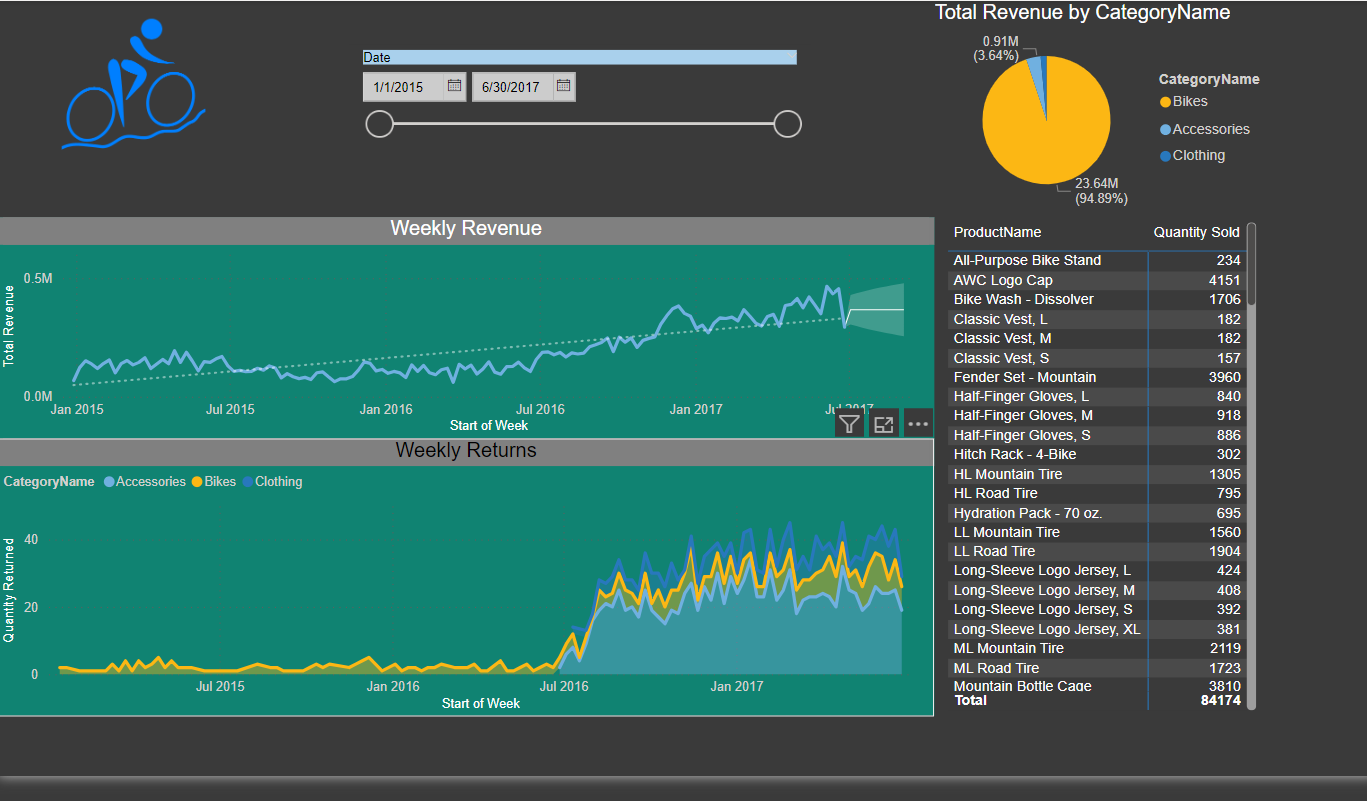 Total Revenue by CategoryName
Date
1/1/2015
6/30/2017
0.91M
(3.64%)
23.64M
(94.89%)
CategoryName
Bikes
Accessories
Clothing
Weekly Revenue
Total Revenue
0.5M
0.0M
Jan 2015 Jul 2015 Jan 2016 Jul 2016 Jan 2017 Jul 2017
Start of Week
Weekly Returns
CategoryName Accessories Bikes Clothing
Quantity Returned
40
20
0
Jul 2015 Jan 2016 Jul 2016 Jan 2017
Start of Week
ProductName Quantity Sold
All-Purpose Bike Stand 234
AWC Logo Cap 4151
Bike Wash - Dissolver 1706
Classic Vest, L 182
Classic Vest, M 182
Classic Vest, S 157
Fender Set - Mountain 3960
Half-Finger Gloves, L 840
Half-Finger Gloves, M 918
Half-Finger Gloves, S 886
Hitch Rack - 4-Bike 302
HL Mountain Tire 1305
HL Road Tire 795
Hydration Pack - 70 oz. 695
LL Mountain Tire 1560
LL Road Tire 1904
Long-Sleeve Logo Jersey, L 424
Long-Sleeve Logo Jersey, M 408
Long-Sleeve Logo Jersey, S 392
Long-Sleeve Logo Jersey, XL 381
ML Mountain Tire 2119
ML Road Tire 1723
Mountain Bottle Cage 3810
Total 84174